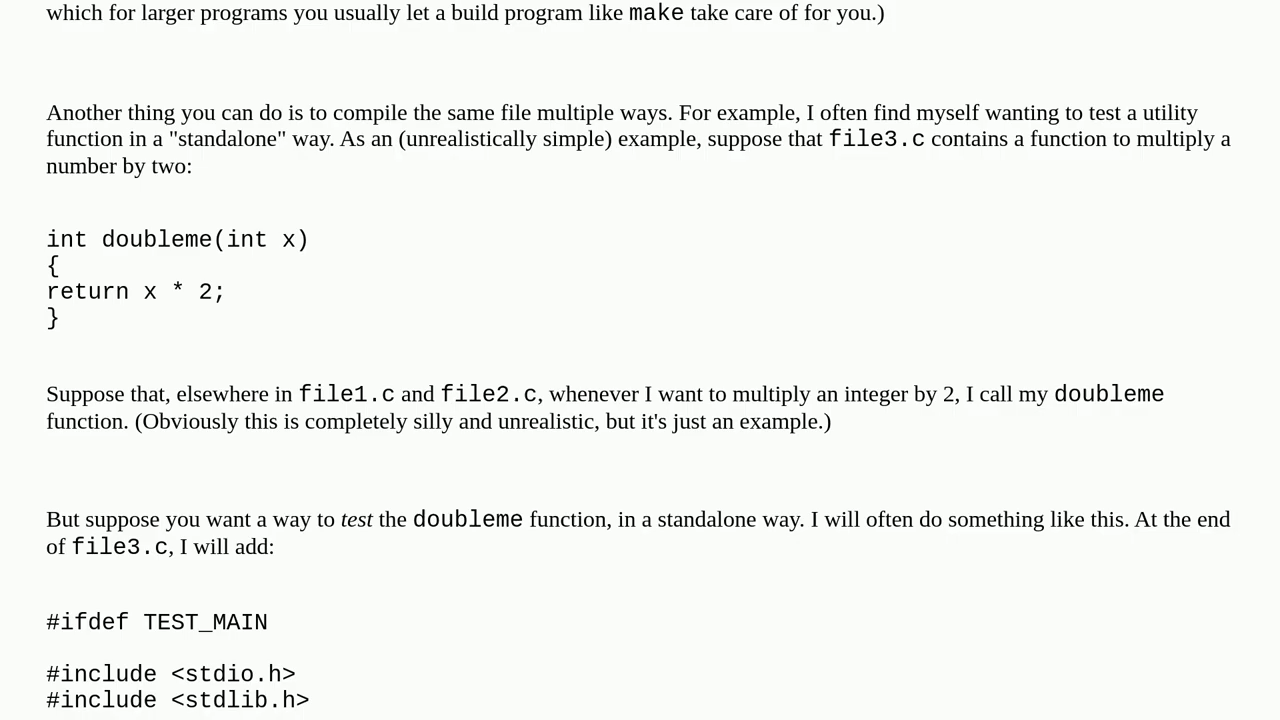 which for larger programs you usually let a build program like make take care of for you.)
Another thing you can do is to compile the same file multiple ways. For example, I often find myself wanting to test a utility
function in a "standalone" way. As an (unrealistically simple) example, suppose that file3.c contains a function to multiply a
number by two:
int doubleme(int x)
{
return x * 2;
}
Suppose that, elsewhere in file1.c and file2.c, whenever I want to multiply an integer by 2, I call my doubleme
function. (Obviously this is completely silly and unrealistic, but it's just an example.)
But suppose you want a way to test the doubleme function, in a standalone way. I will often do something like this. At the end
of file3.c, I will add:
#ifdef TEST_MAIN
#include <stdio.h>
#include <stdlib.h>